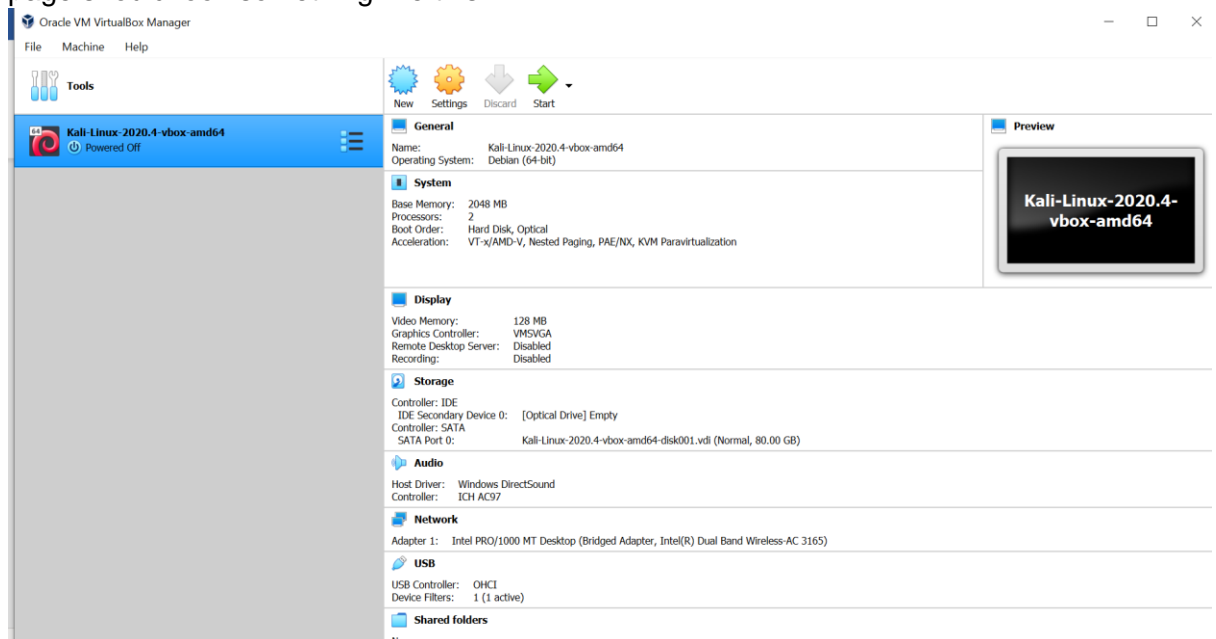 Oracle VM VirtualBox Manager
File Machine Help
Tools
New Settings Discard Start
64
Kali-Linux-2020.4-vbox-amd64
Powered Off
General
Name: Kali-Linux-2020.4-vbox-amd64
Operating System: Debian (64-bit)
Preview
Kali-Linux-2020.4-
vbox-amd64
System
Base Memory: 2048 MB
Processors: 2
Boot Order: Hard Disk, Optical
Acceleration: VT-x/AMD-V, Nested Paging, PAE/NX, KVM Paravirtualization
Display
Video Memory: 128 MB
Graphics Controller: VMSVGA
Remote Desktop Server: Disabled
Recording: Disabled
Storage
Controller: IDE
IDE Secondary Device 0: [Optical Drive] Empty
Controller: SATA
SATA Port 0: Kali-Linux-2020.4-vbox-amd64-disk001.vdi (Normal, 80.00 GB)
Audio
Host Driver: Windows DirectSound
Controller: ICH AC97
Network
Adapter 1: Intel PRO/1000 MT Desktop (Bridged Adapter, Intel(R) Dual Band Wireless-AC 3165)
USB
USB Controller: OHCI
Device Filters: 1 (1 active)
Shared folders